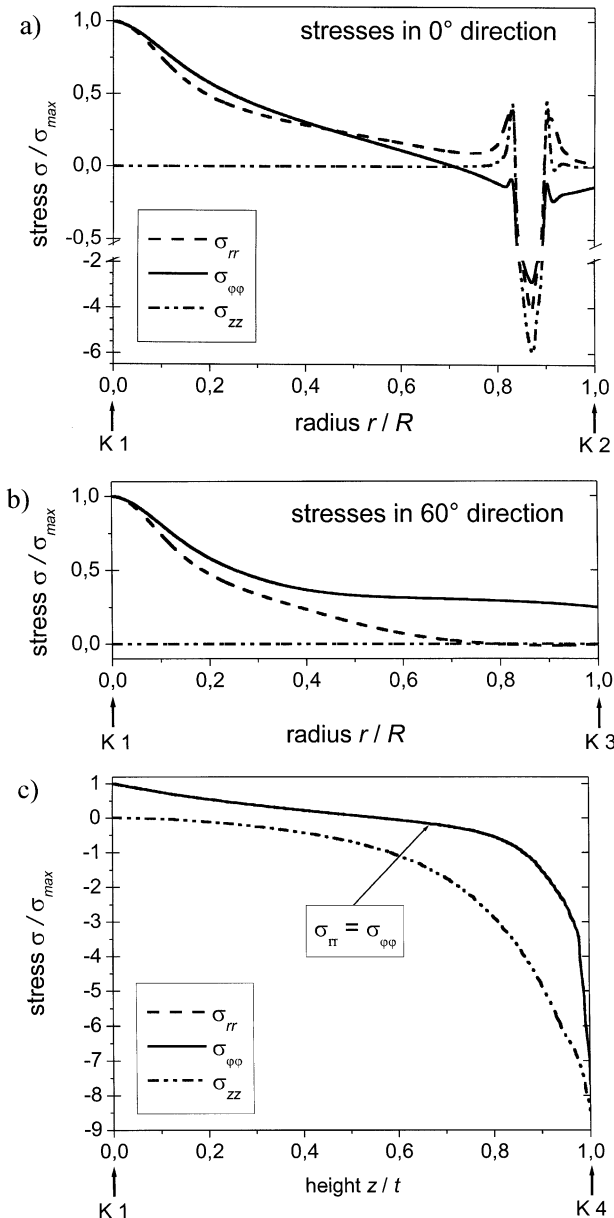 a)
stresses in 0° direction
stress σ / σmax
1,0
0,5
0,0
-0,5
-2
-4
-6
σrr
σφφ
σzz
0,0 0,2 0,4 0,6 0,8 1,0
radius r / R
K 1
K 2
b)
stresses in 60° direction
stress σ / σmax
1,0
0,5
0,0
0,0 0,2 0,4 0,6 0,8 1,0
radius r / R
K 1
K 3
c)
stress σ / σmax
1
0
-1
-2
-3
-4
-5
-6
-7
-8
-9
σrr = σφφ
σrr
σφφ
σzz
0,0 0,2 0,4 0,6 0,8 1,0
height z / t
K 1
K 4